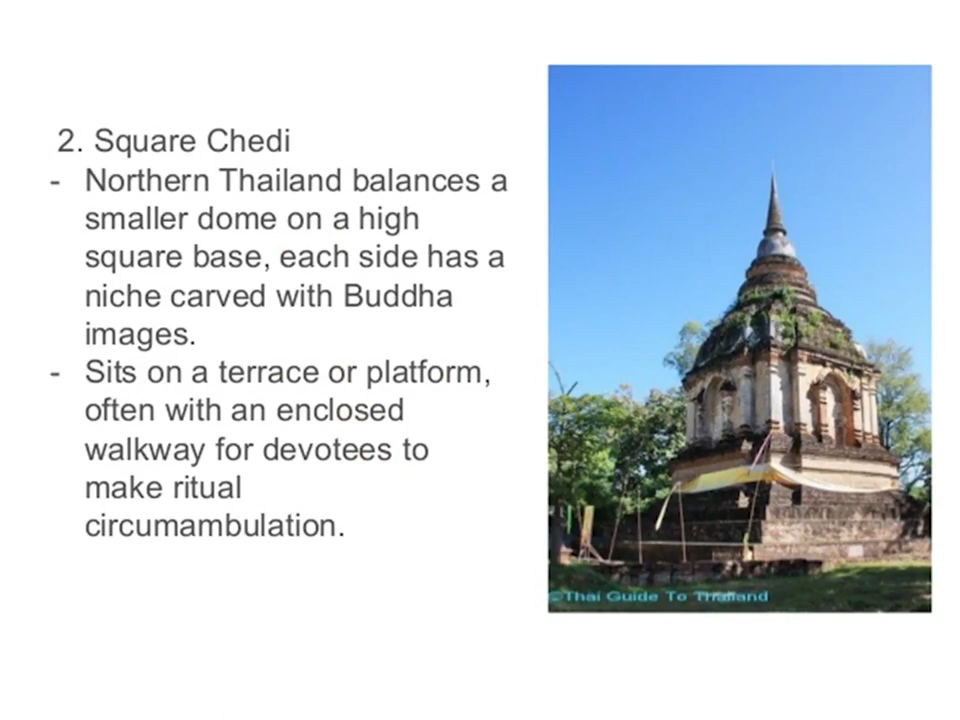 2. Square Chedi
- Northern Thailand balances a
smaller dome on a high
square base, each side has a
niche carved with Buddha
images.
- Sits on a terrace or platform,
often with an enclosed
walkway for devotees to
make ritual
circumambulation.
©Thai Guide To Thailand